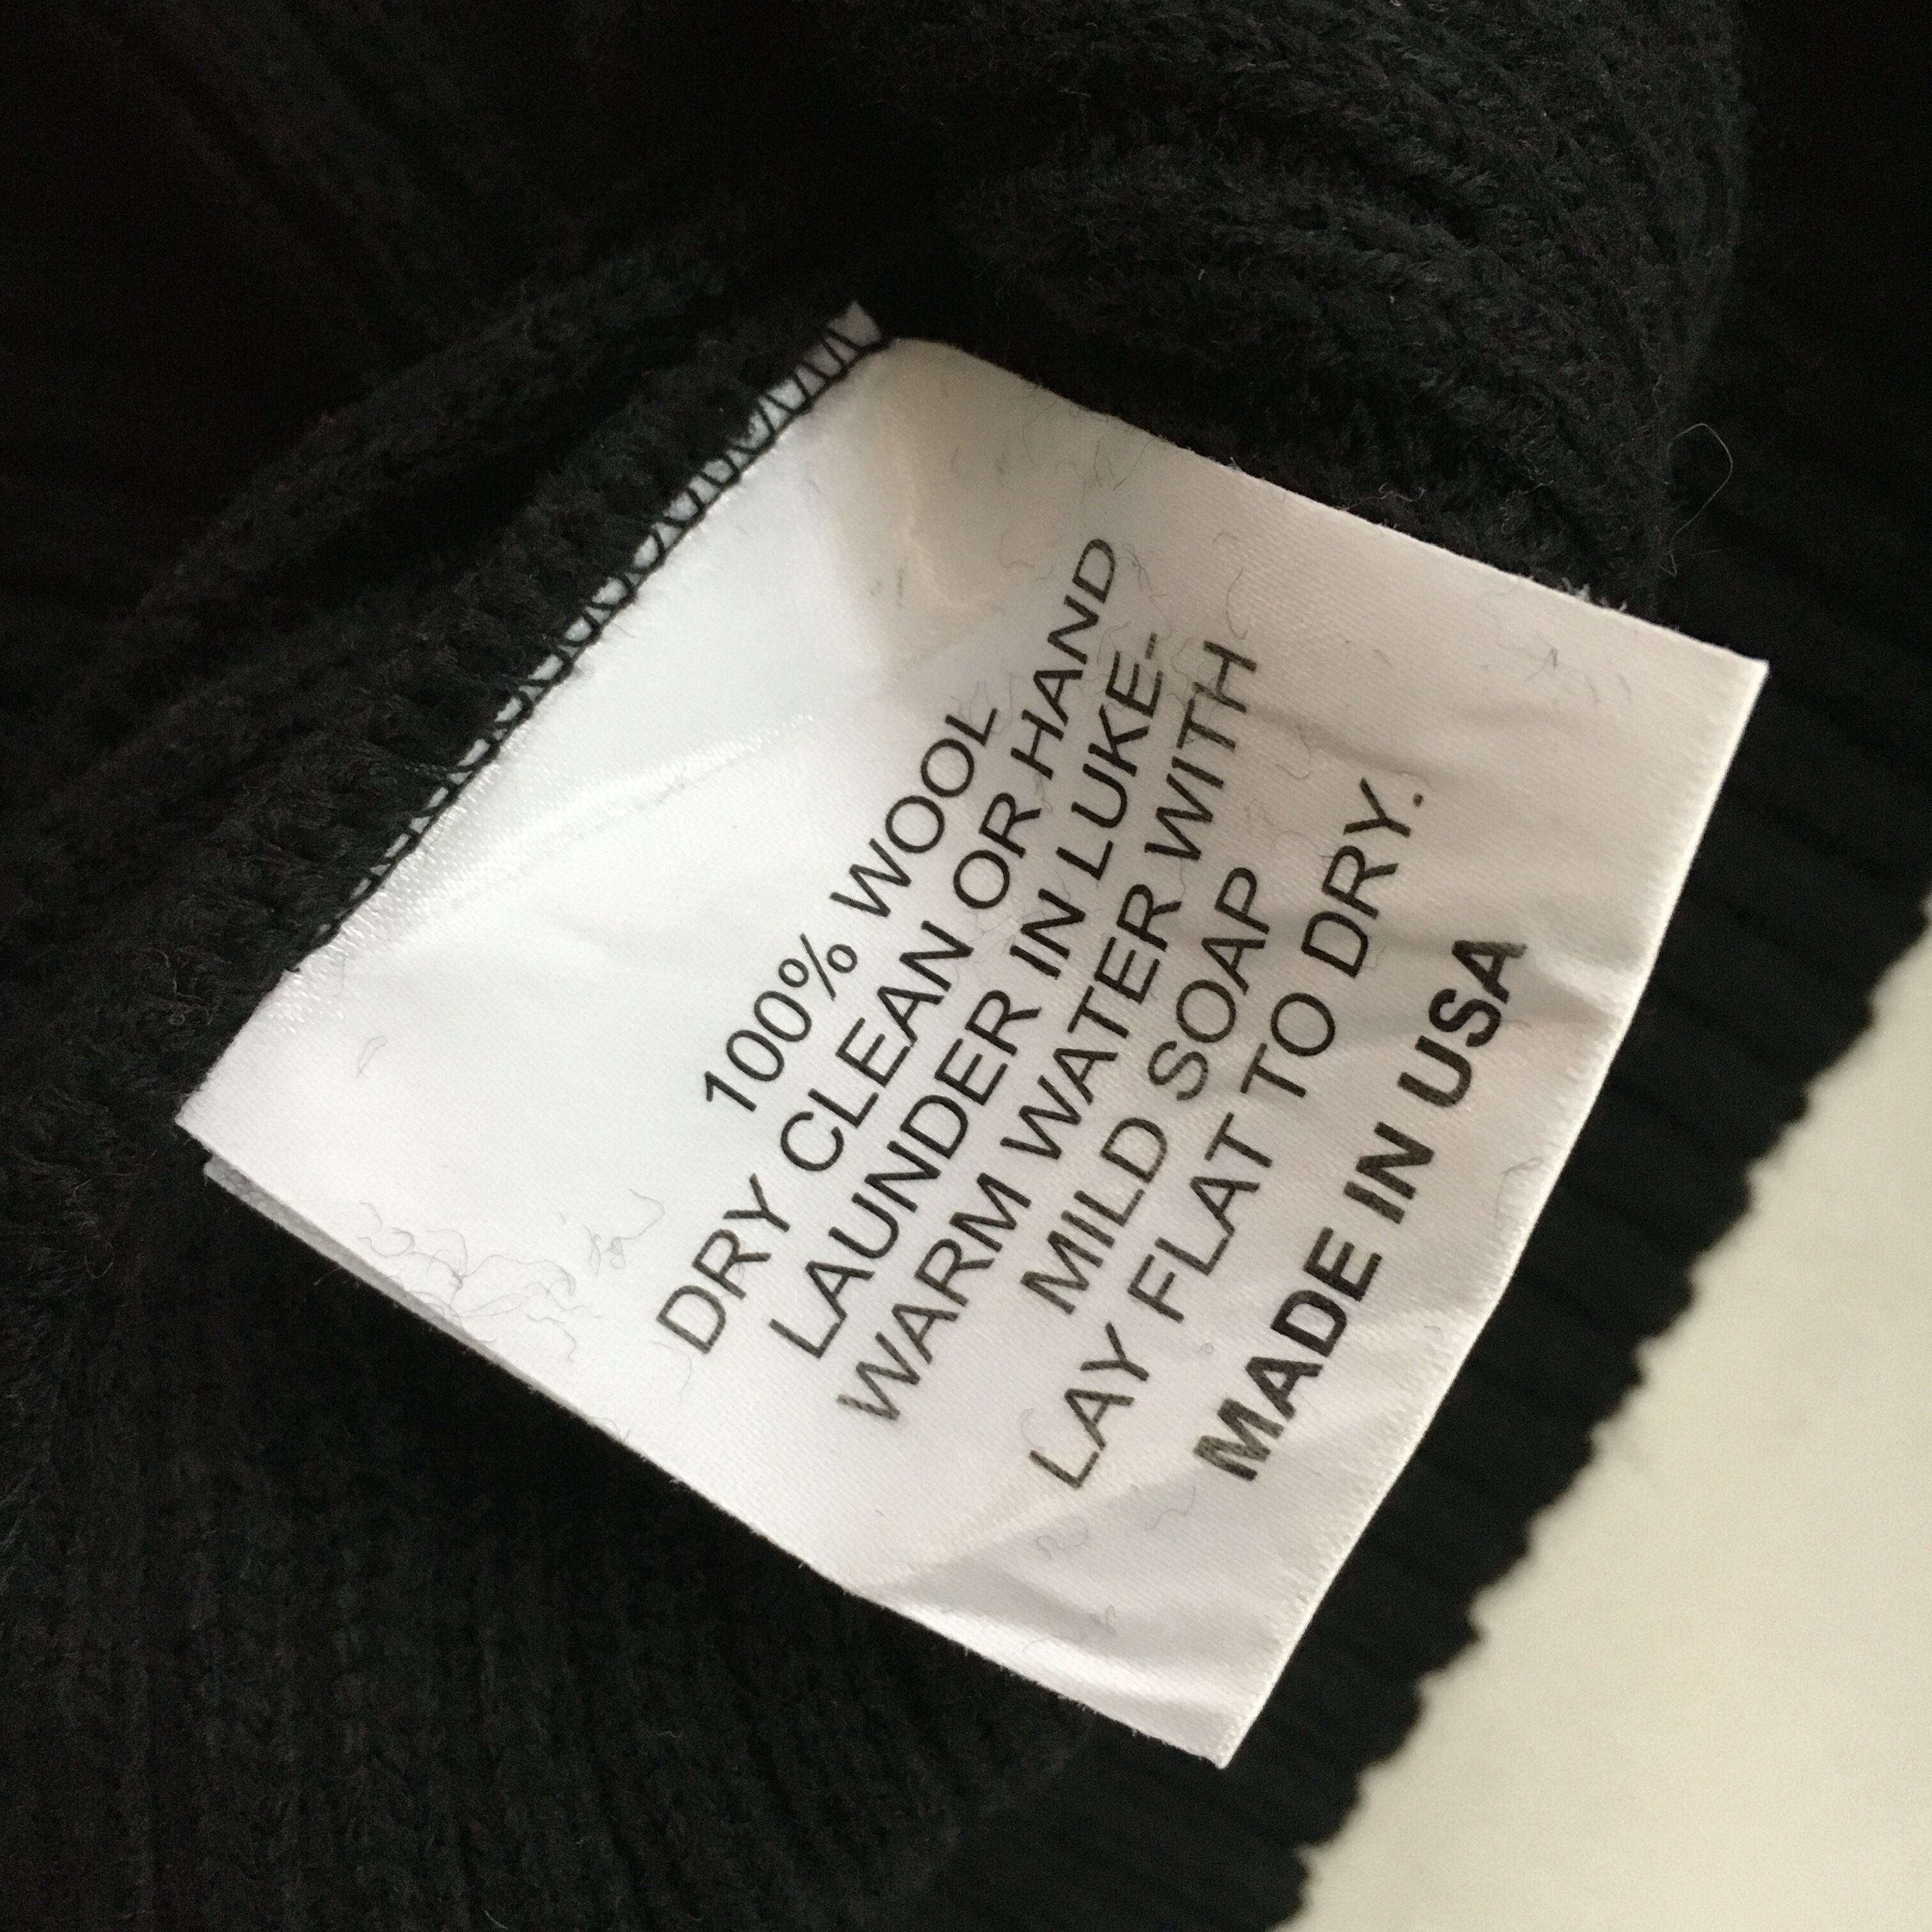 100% WOOL
DRY CLEAN OR HAND
LAUNDER IN LUKE-
WARM WATER WITH
MILD SOAP
LAY FLAT TO DRY.
MADE IN USA